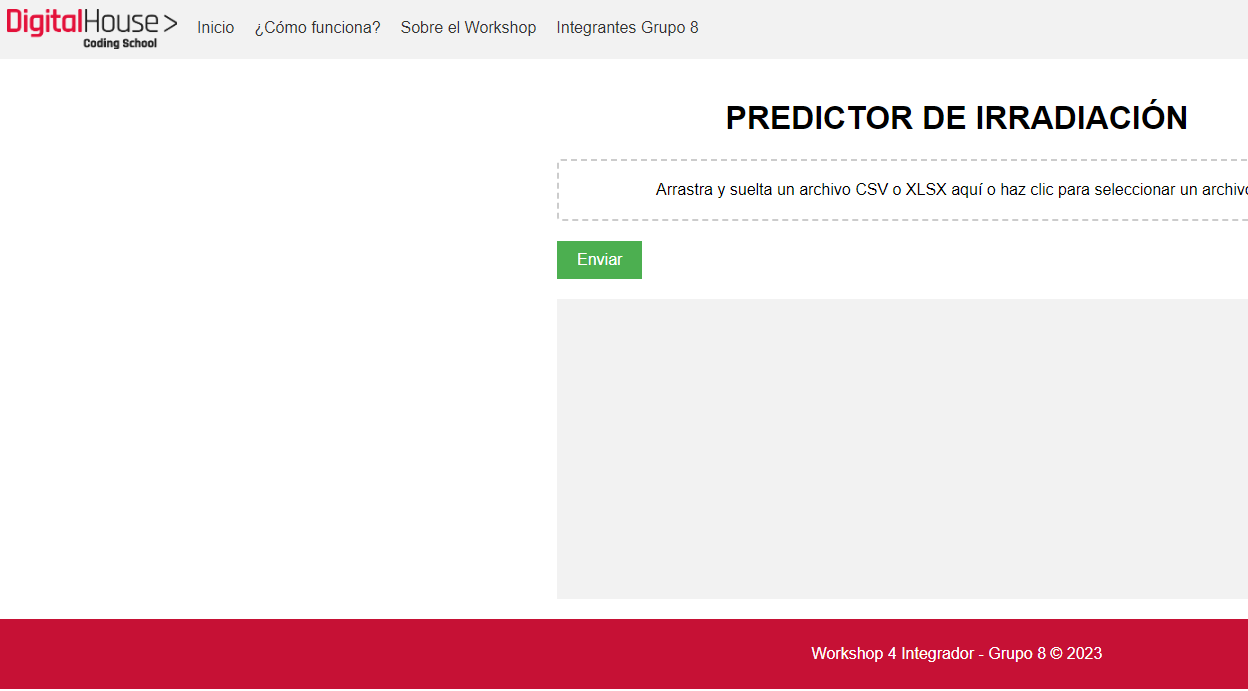 DigitalHouse>
Coding School
Inicio
¿Cómo funciona?
Sobre el Workshop
Integrantes Grupo 8
PREDICTOR DE IRRADIACIÓN
Arrastra y suelta un archivo CSV o XLSX aquí o haz clic para seleccionar un archivo
Enviar
Workshop 4 Integrador - Grupo 8 © 2023